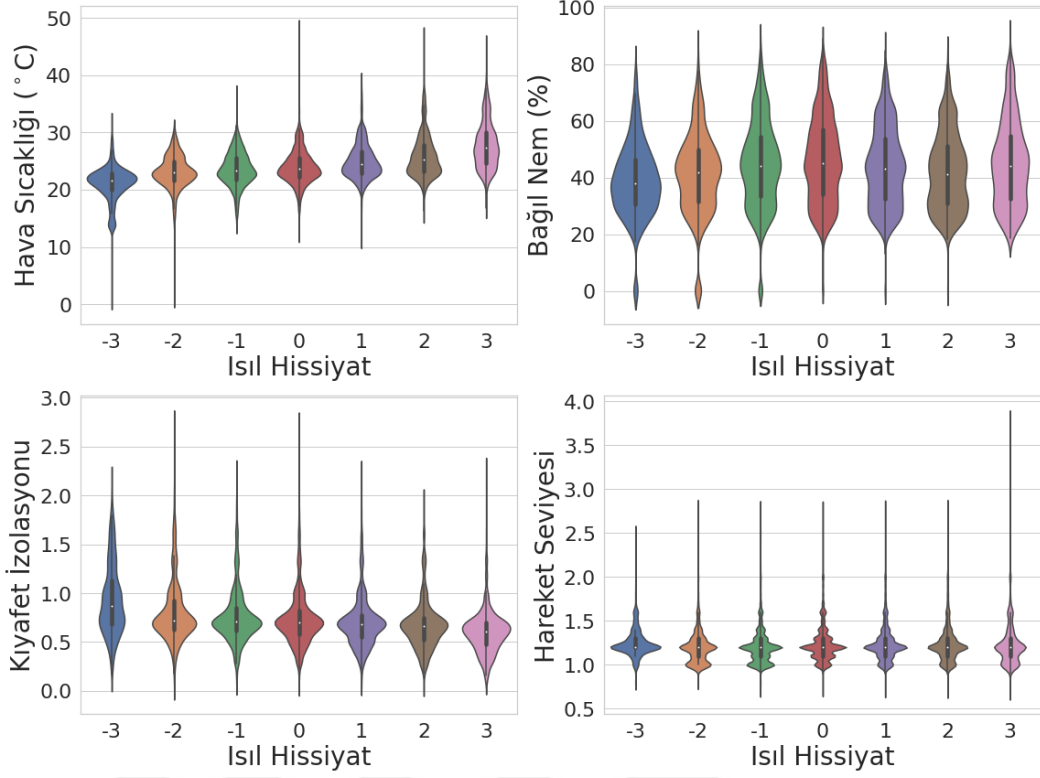 50
40
30
20
10
0
Hava Sıcaklığı (°C)
-3 -2 -1 0 1 2 3
Isıl Hissiyat
100
80
60
40
20
0
Bağıl Nem (%)
-3 -2 -1 0 1 2 3
Isıl Hissiyat
3.0
2.5
2.0
1.5
1.0
0.5
0.0
Kıyafet İzolasyonu
-3 -2 -1 0 1 2 3
Isıl Hissiyat
4.0
3.5
3.0
2.5
2.0
1.5
1.0
0.5
Hareket Seviyesi
-3 -2 -1 0 1 2 3
Isıl Hissiyat